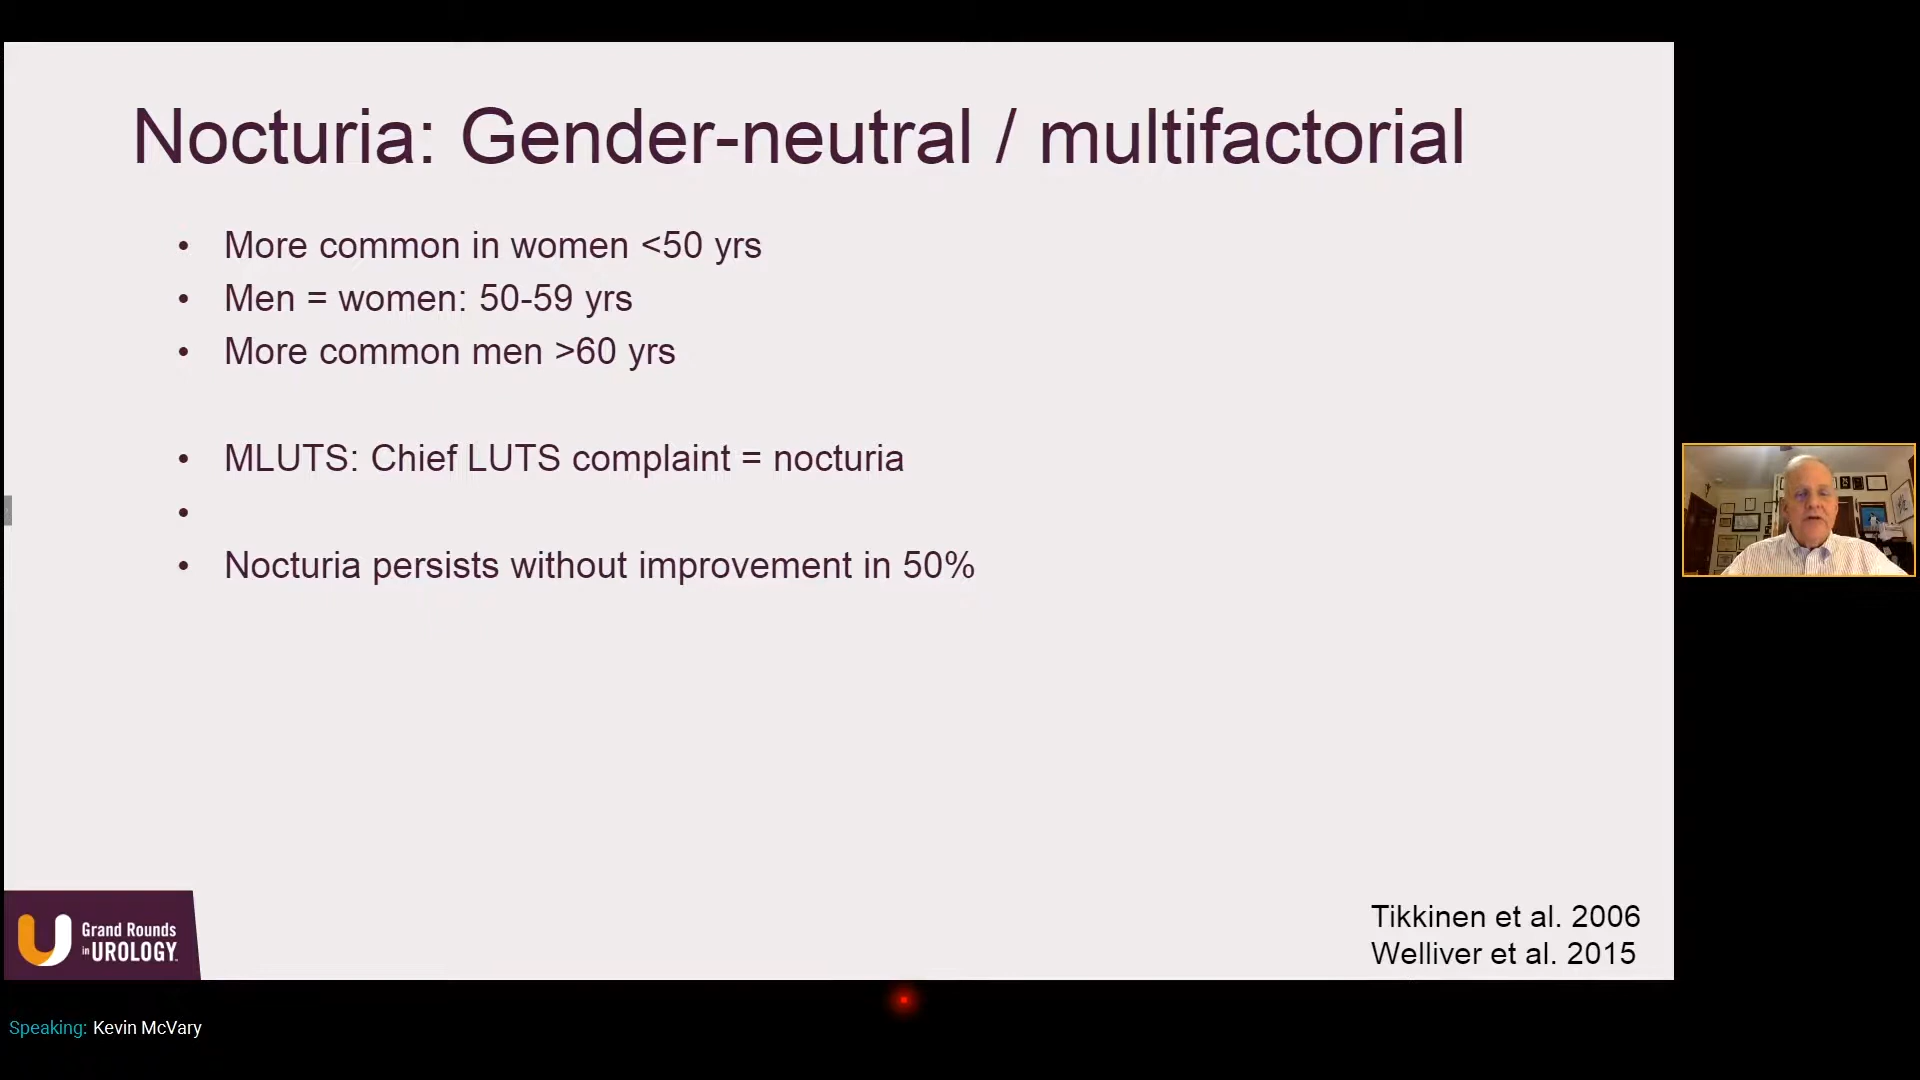 Nocturia: Gender-neutral / multifactorial
• More common in women <50 yrs
• Men = women: 50-59 yrs
• More common men >60 yrs
• MLUTS: Chief LUTS complaint = nocturia
•
• Nocturia persists without improvement in 50%
Tikkinen et al. 2006
Welliver et al. 2015
Grand Rounds
in UROLOGY
Speaking: Kevin McVary